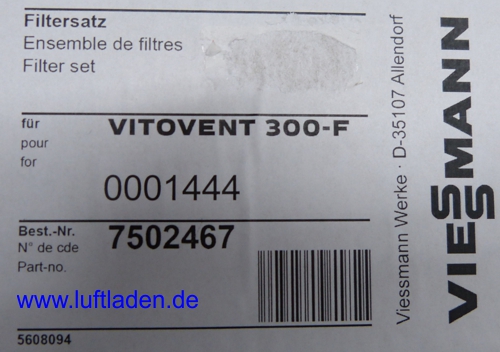 Filtersatz
Ensemble de filtres
Filter set
für
pour
for
VITOVENT 300-F
0001444
Best.-Nr.
N° de cde
Part-no.
7502467
www.luftladen.de
5608094
Viessmann Werke · D-35107 Allendorf
VIESSMANN